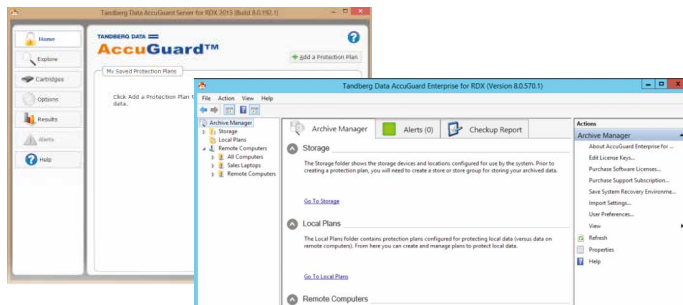 Tandberg Data AccuGuard Server for RDX 2013 (Build 8.0.192.1)
Home
Explore
Cartridges
Options
Results
Alerts
Help
TANDBERG DATA
AccuGuard™
Add a Protection Plan
My Saved Protection Plans
Click Add a Protection Plan t
data.
Tandberg Data AccuGuard Enterprise for RDX (Version 8.0.570.1)
File Action View Help
Archive Manager
Storage
Local Plans
Remote Computers
All Computers
Sales Laptops
Remote Computers
Archive Manager
Alerts (0)
Checkup Report
Storage
The Storage folder shows the storage devices and locations configured for use by the system. Prior to
creating a protection plan, you will need to create a store or store group for storing your archived data.
Go To Storage
Local Plans
The Local Plans folder contains protection plans configured for protecting local data (versus data on
remote computers). From here you can create and manage plans to protect local data.
Go To Local Plans
Remote Computers
Actions
Archive Manager
About AccuGuard Enterprise for ...
Edit License Keys...
Purchase Software Licenses...
Purchase Support Subscription...
Save System Recovery Environme...
Import Settings...
User Preferences...
View
Refresh
Properties
Help